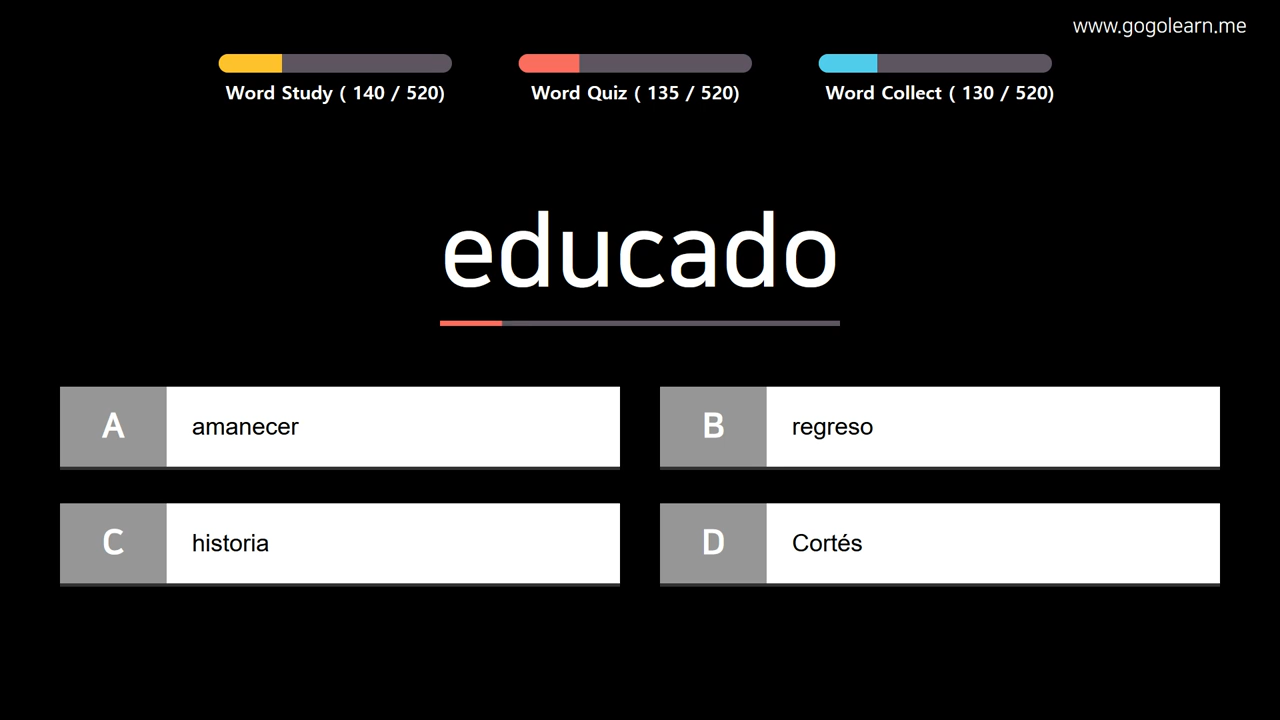 www.gogolearn.me
Word Study ( 140 / 520)
Word Quiz ( 135 / 520)
Word Collect ( 130 / 520)
educado
A amanecer
B regreso
C historia
D Cortés